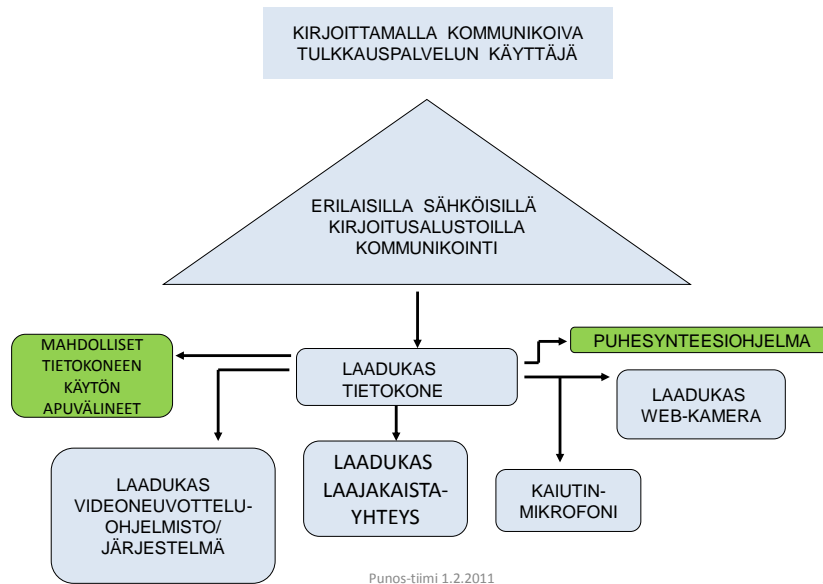 KIRJOITTAMALLA KOMMUNIKOIVA
TULKKAUSPALVELUN KÄYTTÄJÄ
ERILAISILLA SÄHKÖISILLÄ
KIRJOITUSALUSTOILLA
KOMMUNIKOINTI
MAHDOLLISET
TIETOKONEEN
KÄYTÖN
APUVÄLINEET
LAADUKAS
TIETOKONE
PUHESYNTEESIOHJELMA
LAADUKAS
WEB-KAMERA
LAADUKAS
VIDEONEUVOTTELU-
OHJELMISTO/
JÄRJESTELMÄ
LAADUKAS
LAAJAKAISTA-
YHTEYS
KAIUTIN-
MIKROFONI
Punos-tiimi 1.2.2011